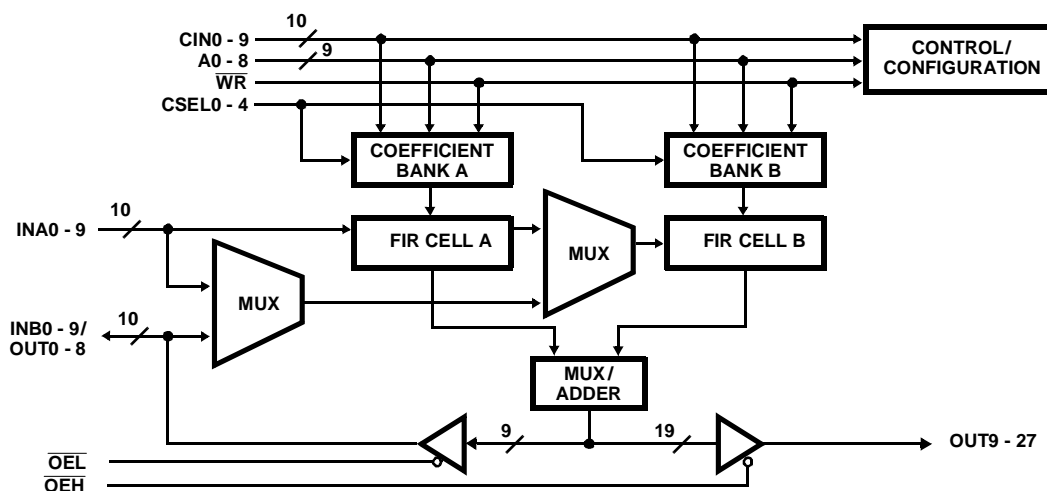 10
CIN0 - 9
9
A0 - 8
WR
CSEL0 - 4
CONTROL/
CONFIGURATION
COEFFICIENT
BANK A
COEFFICIENT
BANK B
10
INA0 - 9
FIR CELL A
MUX
FIR CELL B
MUX
10
INB0 - 9/
OUT0 - 8
MUX/
ADDER
9
19
OUT9 - 27
OEL
OEH